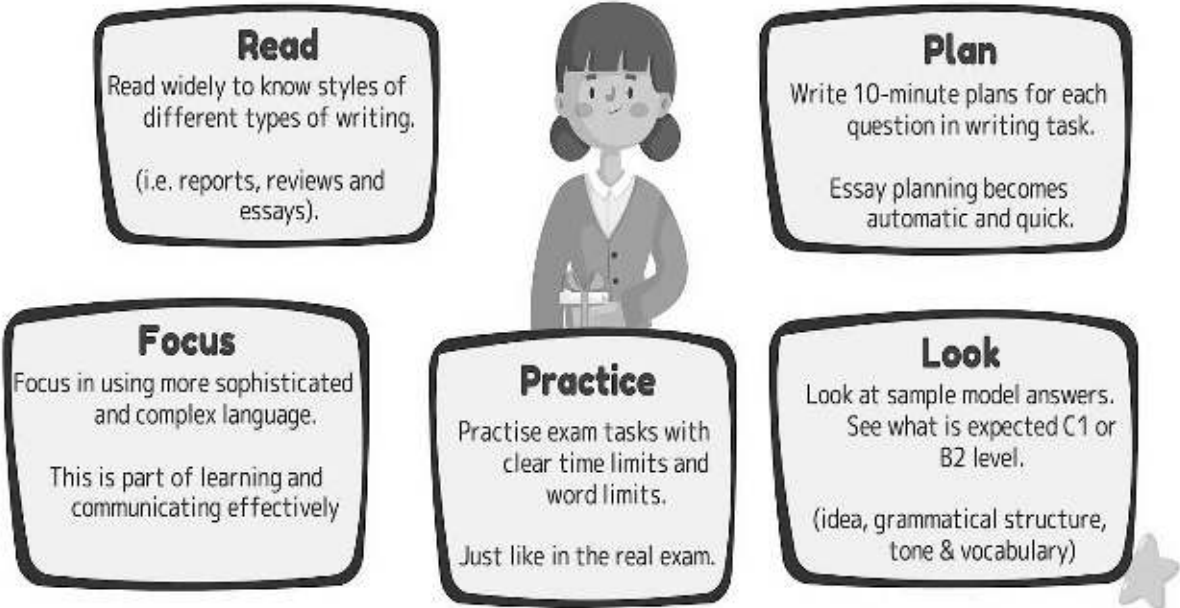 Read
Read widely to know styles of
different types of writing.
(i.e. reports, reviews and
essays).
Plan
Write 10-minute plans for each
question in writing task.
Essay planning becomes
automatic and quick.
Focus
Focus in using more sophisticated
and complex language.
This is part of learning and
communicating effectively
Practice
Practise exam tasks with
clear time limits and
word limits.
Just like in the real exam.
Look
Look at sample model answers.
See what is expected C1 or
B2 level.
(idea, grammatical structure,
tone & vocabulary)